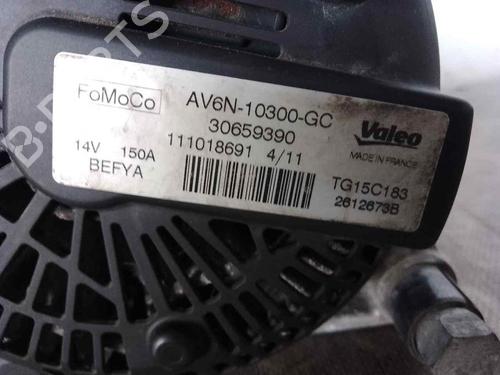 B-PARTS
FoMoCo
AV6N-10300-GC
30659390
Valeo
MADE IN FRANCE
14V 150A
111018691 4/11
BEFYA
TG15C183
2612673B